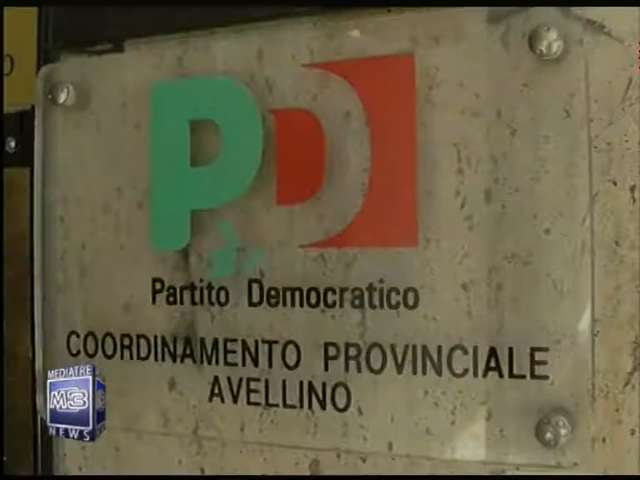 PD
Partito Democratico
COORDINAMENTO PROVINCIALE
AVELLINO
MEDIATRE
M3
NEWS